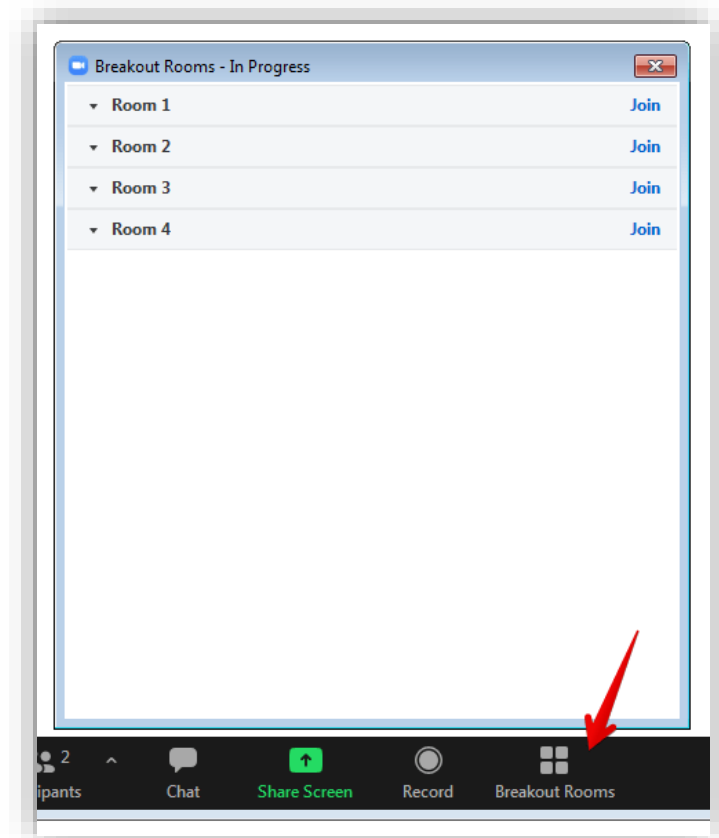 Breakout Rooms - In Progress
Room 1 Join
Room 2 Join
Room 3 Join
Room 4 Join
2
ipants Chat Share Screen Record Breakout Rooms